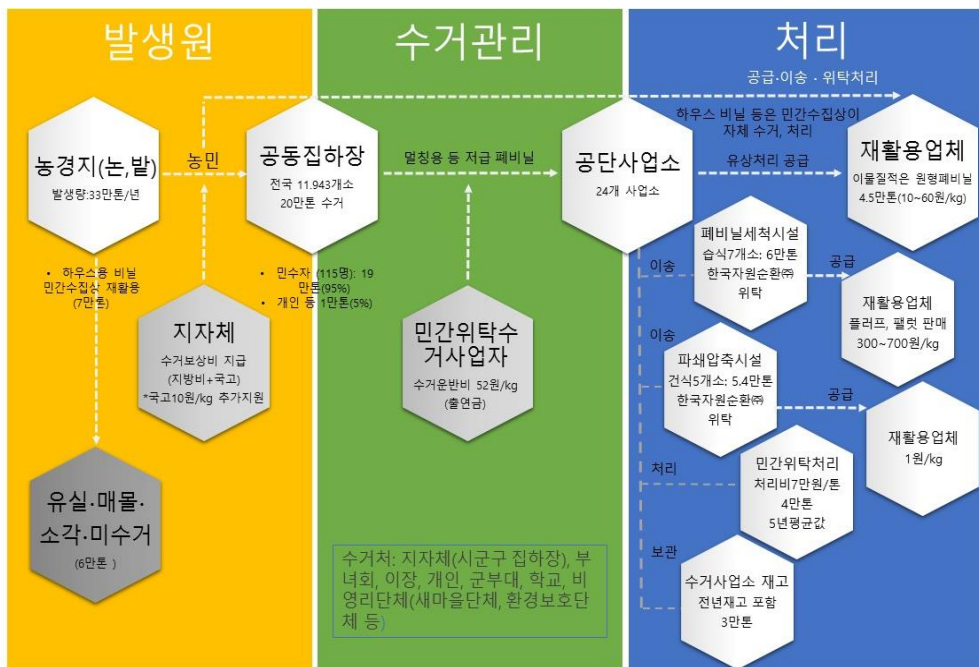 발생원
수거관리
처리
공급·이송·위탁처리
하우스 비닐 등은 민간수집상이
자체 수거, 처리
농경지(논,밭)
발생량:33만톤/년
농민
공동집하장
전국 11.943개소
20만톤 수거
멀칭용 등 저급 폐비닐
공단사업소
24개 사업소
유상처리 공급
재활용업체
이물질적은 원형폐비닐
4.5만톤(10~60원/kg)
• 하우스용 비닐
민간수집상 재활용
(7만톤)
• 민수자 (115명): 19
만톤(95%)
• 개인 등 1만톤(5%)
지자체
수거보상비 지급
(지방비+국고)
*국고10원/kg 추가지원
민간위탁수
거사업자
수거운반비 52원/kg
(출연금)
이송
폐비닐세척시설
습식7개소: 6만톤
한국자원순환㈜
위탁
공급
재활용업체
플러프, 팰럿 판매
300~700원/kg
이송
파쇄압축시설
건식5개소: 5.4만톤
한국자원순환㈜
위탁
공급
재활용업체
1원/kg
처리
민간위탁처리
처리비7만원/톤
4만톤
5년평균값
보관
수거사업소 재고
전년재고 포함
3만톤
유실·매몰·
소각·미수거
(6만톤 )
수거처: 지자체(시군구 집하장), 부
녀회, 이장, 개인, 군부대, 학교, 비
영리단체(새마을단체, 환경보호단
체 등)